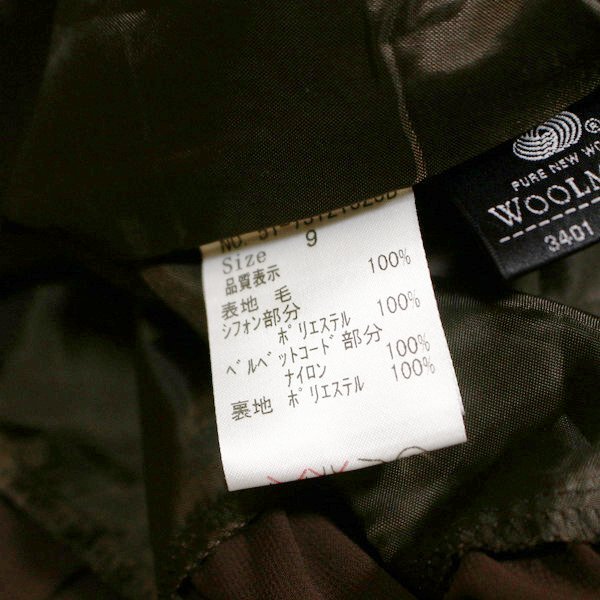 Size 9
品質表示
表地 毛 100%
シフォン部分
ポリエステル 100%
ベルベットコード部分
ナイロン 100%
裏地 ポリエステル 100%
®
PURE NEW WO
WOOLM
3401